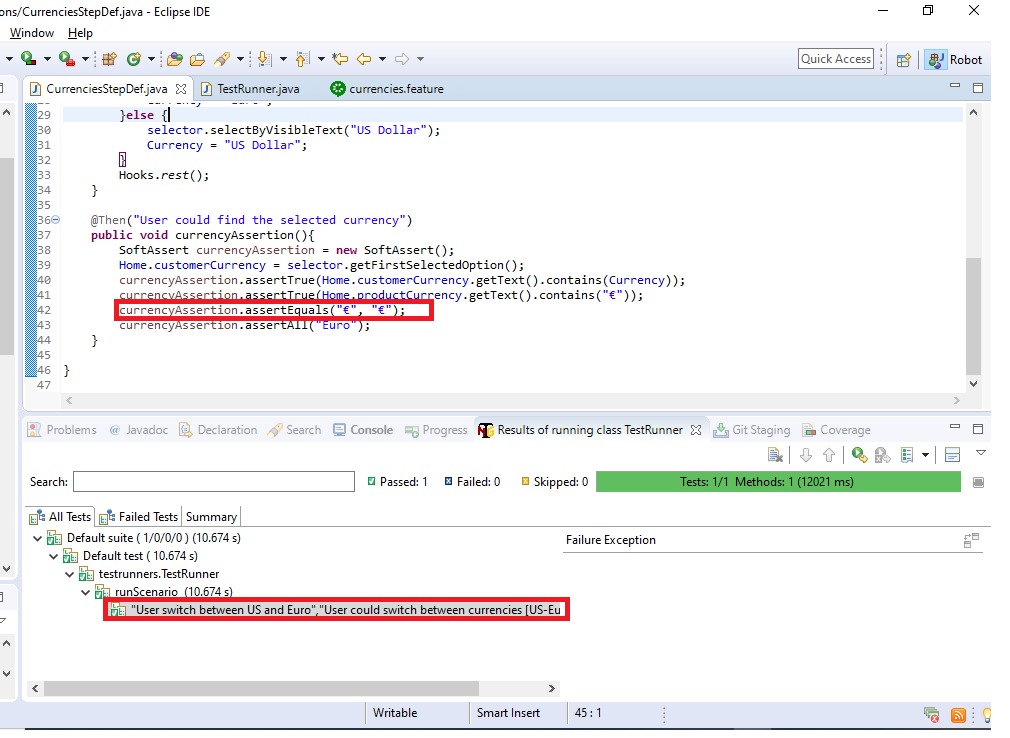 ons/CurrenciesStepDef.java - Eclipse IDE
Window Help
Quick Access
Robot
CurrenciesStepDef.java TestRunner.java currencies.feature
29 }else {
30 selector.selectByVisibleText("US Dollar");
31 Currency = "US Dollar";
32 }
33 Hooks.rest();
34 }
35
36 @Then("User could find the selected currency")
37 public void currencyAssertion(){
38 SoftAssert currencyAssertion = new SoftAssert();
39 Home.customerCurrency = selector.getFirstSelectedOption();
40 currencyAssertion.assertTrue(Home.customerCurrency.getText().contains(Currency));
41 currencyAssertion.assertTrue(Home.productCurrency.getText().contains("€"));
42 currencyAssertion.assertEquals("€", "€");
43 currencyAssertion.assertAll("Euro");
44 }
45
46 }
47
Problems @ Javadoc Declaration Search Console Progress Results of running class TestRunner Git Staging Coverage
Search: Passed: 1 Failed: 0 Skipped: 0 Tests: 1/1 Methods: 1 (12021 ms)
All Tests Failed Tests Summary
Default suite ( 1/0/0/0 ) (10.674 s)
Failure Exception
Default test ( 10.674 s)
testrunners.TestRunner
runScenario (10.674 s)
"User switch between US and Euro","User could switch between currencies [US-Eu
Writable Smart Insert 45 : 1